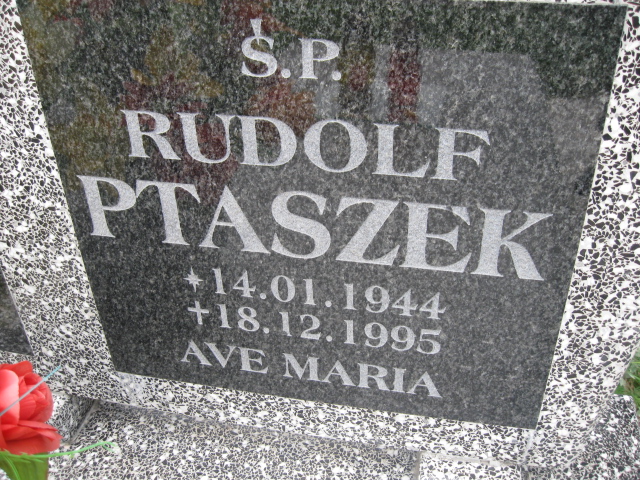 Ś.P.
RUDOLF
PTASZEK
*14.01.1944
+18.12.1995
AVE MARIA